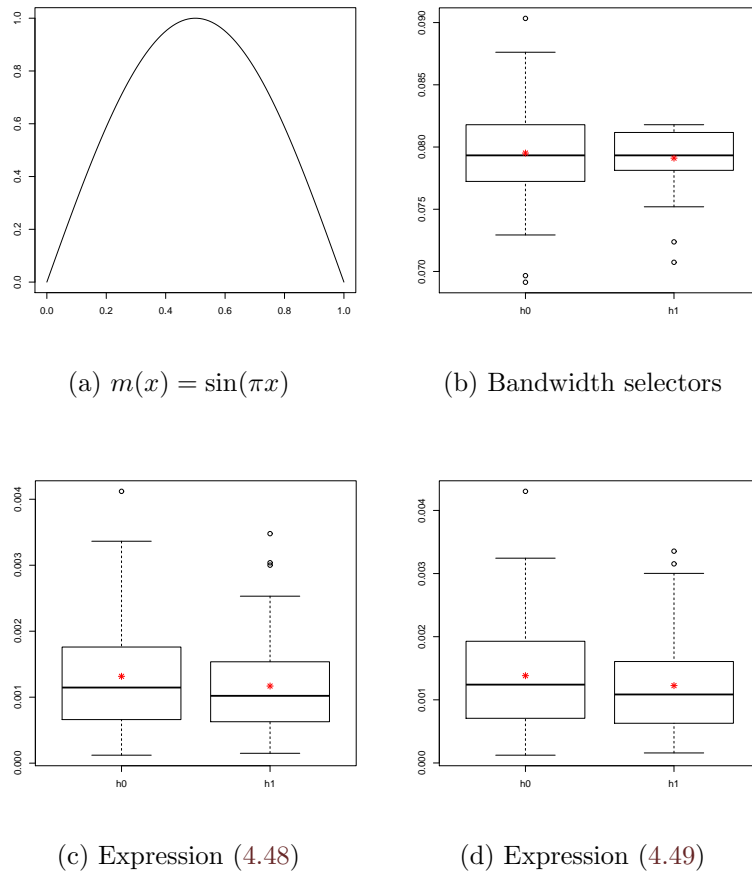 1.0
0.8
0.6
0.4
0.2
0.0
0.0 0.2 0.4 0.6 0.8 1.0
(a) m(x) = sin(πx)
0.090
0.085
0.080
0.075
0.070
h0 h1
(b) Bandwidth selectors
0.004
0.003
0.002
0.001
0.000
h0 h1
(c) Expression (4.48)
0.004
0.003
0.002
0.001
0.000
h0 h1
(d) Expression (4.49)